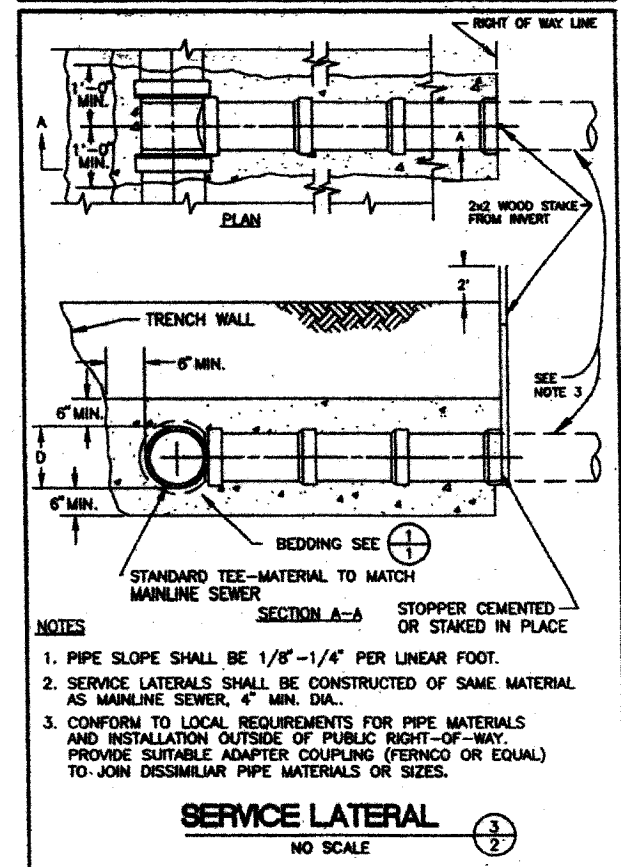 RIGHT OF WAY LINE
1'-0"
MIN.
A
A
1'-0"
MIN.
PLAN
2x2 WOOD STAKE
FROM INVERT
2'
TRENCH WALL
6" MIN.
SEE
NOTE 3
6" MIN.
D
6" MIN.
BEDDING SEE 1
1
STANDARD TEE-MATERIAL TO MATCH
MAINLINE SEWER
SECTION A-A
STOPPER CEMENTED
OR STAKED IN PLACE
NOTES
1. PIPE SLOPE SHALL BE 1/8"-1/4" PER LINEAR FOOT.
2. SERVICE LATERALS SHALL BE CONSTRUCTED OF SAME MATERIAL
AS MAINLINE SEWER, 4" MIN. DIA..
3. CONFORM TO LOCAL REQUIREMENTS FOR PIPE MATERIALS
AND INSTALLATION OUTSIDE OF PUBLIC RIGHT-OF-WAY.
PROVIDE SUITABLE ADAPTER COUPLING (FERNCO OR EQUAL)
TO JOIN DISSIMILIAR PIPE MATERIALS OR SIZES.
SERVICE LATERAL
NO SCALE
3
2